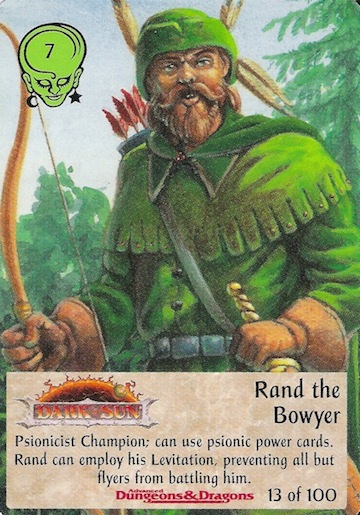 7
Rand the
Bowyer
DARK SUN
Psionicist Champion; can use psionic power cards.
Rand can employ his Levitation, preventing all but
flyers from battling him.
Advanced
Dungeons & Dragons
13 of 100